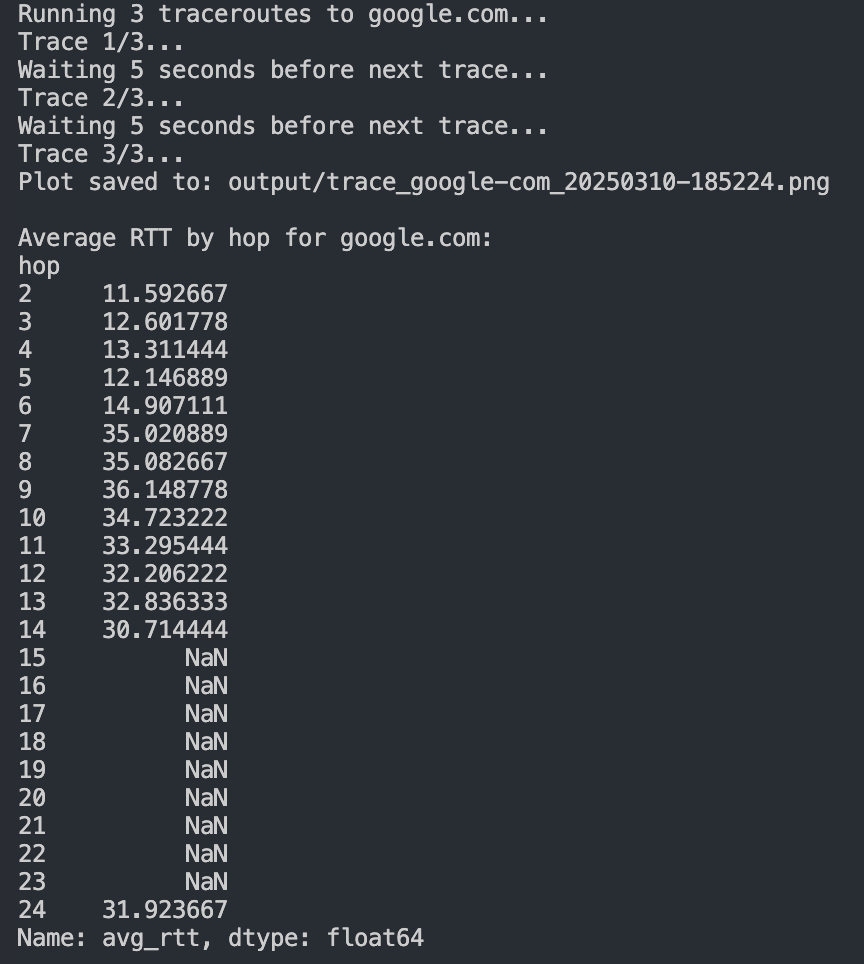 Running 3 traceroutes to google.com...
Trace 1/3...
Waiting 5 seconds before next trace...
Trace 2/3...
Waiting 5 seconds before next trace...
Trace 3/3...
Plot saved to: output/trace_google-com_20250310-185224.png

Average RTT by hop for google.com:
hop
2     11.592667
3     12.601778
4     13.311444
5     12.146889
6     14.907111
7     35.020889
8     35.082667
9     36.148778
10    34.723222
11    33.295444
12    32.206222
13    32.836333
14    30.714444
15          NaN
16          NaN
17          NaN
18          NaN
19          NaN
20          NaN
21          NaN
22          NaN
23          NaN
24    31.923667
Name: avg_rtt, dtype: float64